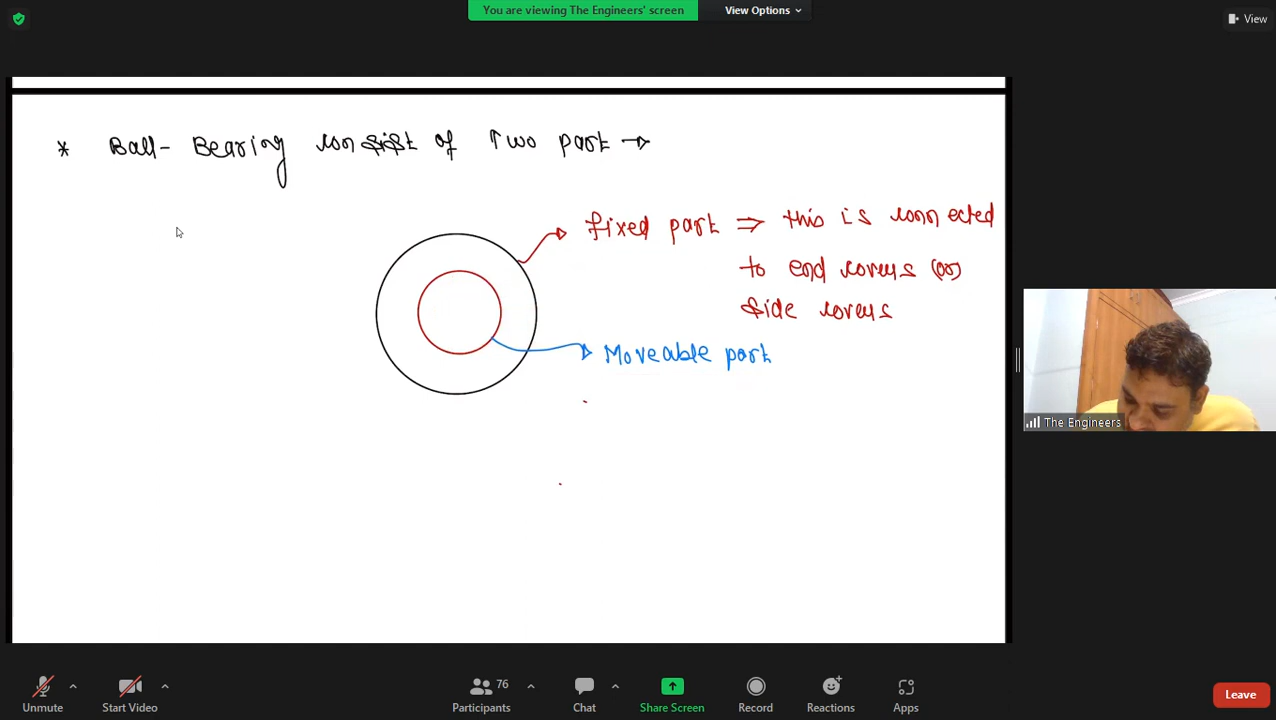 You are viewing The Engineers' screen
View Options
View
* Ball-Bearing consist of Two part →
fixed part ⇒ this is connected
to end covers (or)
side covers
Moveable part
The Engineers
Unmute
Start Video
76
Participants
Chat
Share Screen
Record
Reactions
Apps
Leave